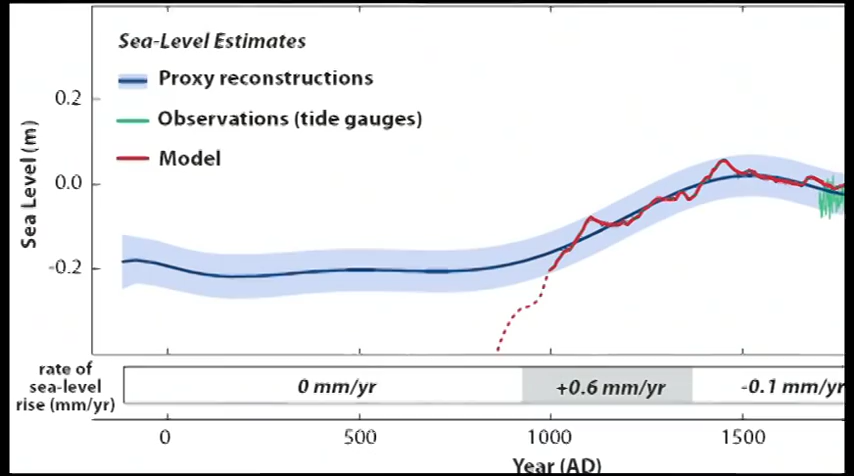 Sea-Level Estimates
Proxy reconstructions
Observations (tide gauges)
Model
Sea Level (m)
0.2
0.0
-0.2
rate of
sea-level
rise (mm/yr)
0 mm/yr
+0.6 mm/yr
-0.1 mm/yr
0
500
1000
1500
Year (AD)